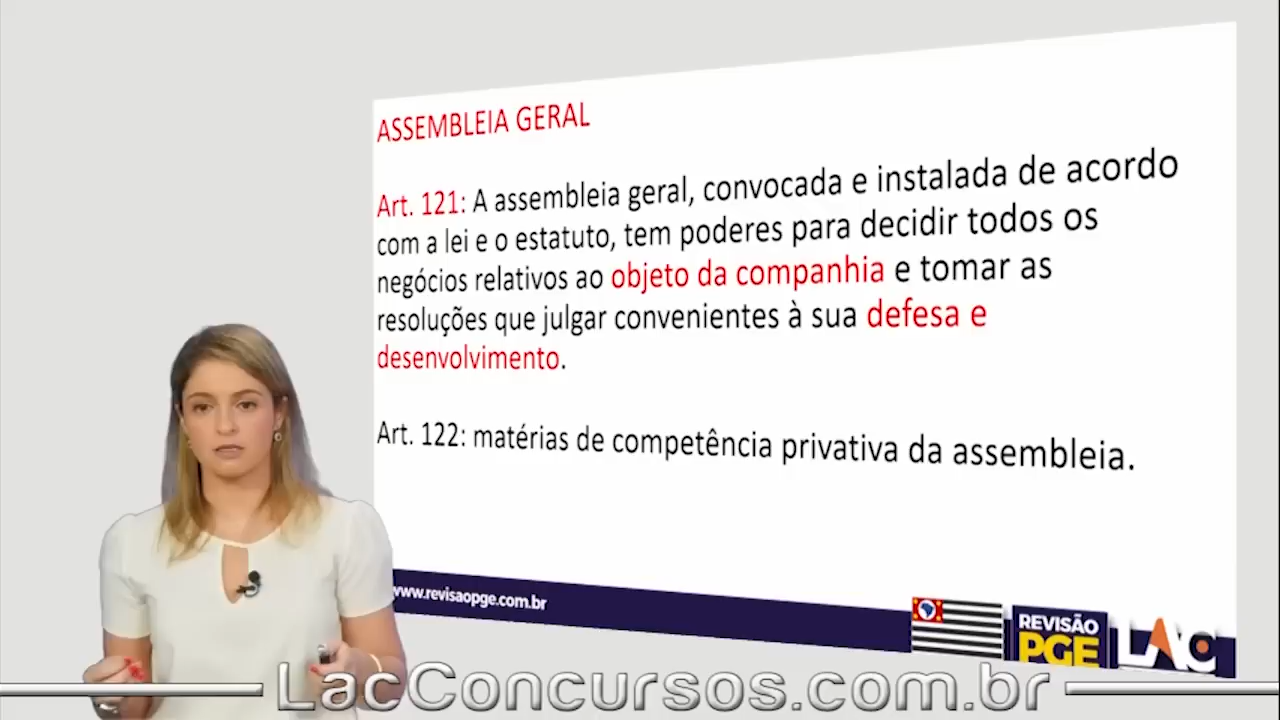 ASSEMBLEIA GERAL
Art. 121: A assembleia geral, convocada e instalada de acordo
com a lei e o estatuto, tem poderes para decidir todos os
negócios relativos ao objeto da companhia e tomar as
resoluções que julgar convenientes à sua defesa e
desenvolvimento.
Art. 122: matérias de competência privativa da assembleia.
www.revisaopge.com.br
REVISÃO
PGE
LAC
LacConcursos.com.br